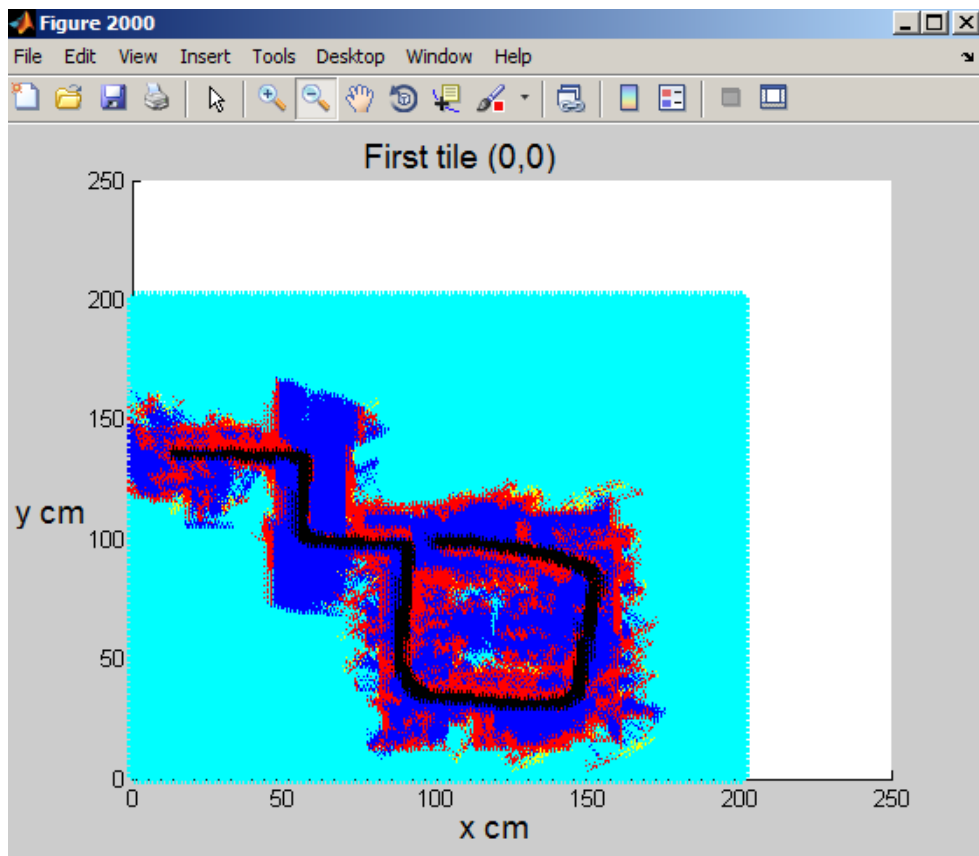 Figure 2000
File Edit View Insert Tools Desktop Window Help
First tile (0,0)
250
200
150
y cm
100
50
0
0 50 100 150 200 250
x cm